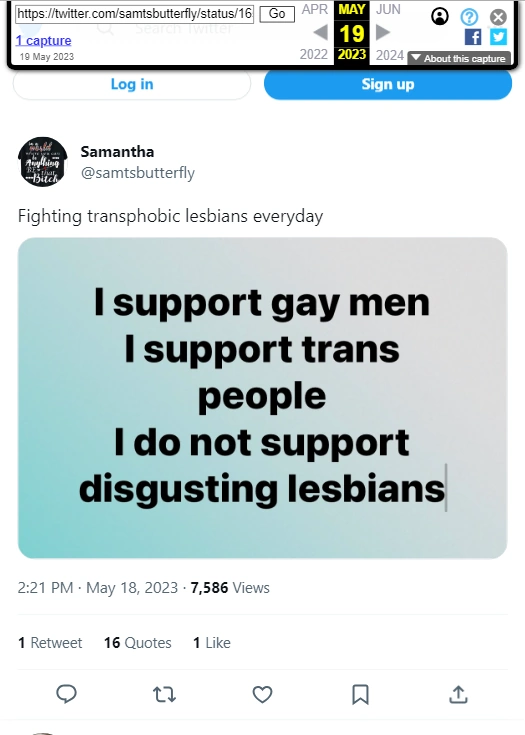 https://twitter.com/samtsbutterfly/status/16
Go
APR
MAY
JUN
19
1 capture
19 May 2023
2022
2023
2024
About this capture
Search Twitter
Log in
Sign up
Samantha
@samtsbutterfly
Fighting transphobic lesbians everyday
I support gay men
I support trans
people
I do not support
disgusting lesbians
2:21 PM · May 18, 2023 · 7,586 Views
1 Retweet 16 Quotes 1 Like